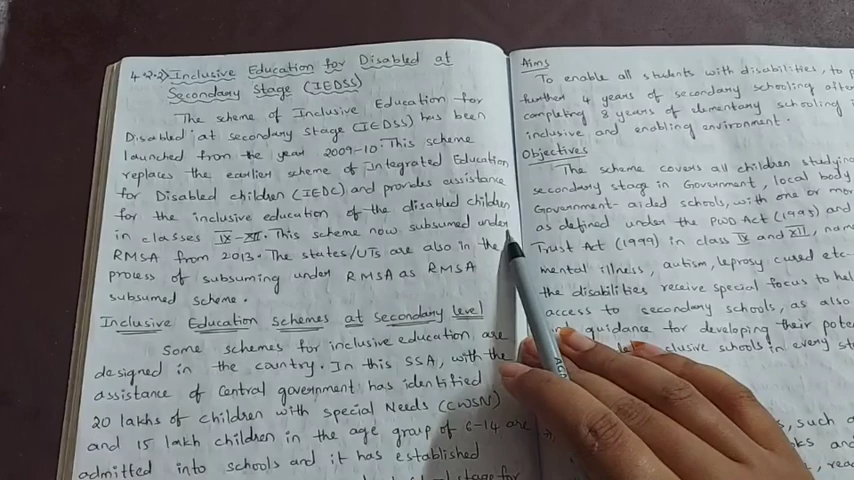 4.2.2) Inclusive Education for Disabled at
Secondary Stage (IEDSS)
The scheme of Inclusive Education for
Disabled at secondary Stage (IEDSS) has been
launched from the year 2009-10. This scheme
replaces the earlier scheme of Integrated Education
for Disabled children (IEDC) and provides assistance
for the inclusive education of the disabled children
in classes IX-XII. This scheme now subsumed under
RMSA from 2013. The states/UTs are also in the
process of subsuming under RMSA as RMSA
subsumed scheme.
Inclusive Education schemes at secondary level
Some schemes for inclusive education are
designed in the country. In this SSA, with the
assistance of Central government has identified
20 lakhs of children with special Needs (CWSN)
and 15 lakh children in the age group of 6-14 are
admitted into schools and it has established
stage for
Aims
To enable all students with disabilities, to
further 4 years of secondary schooling after
completing 8 years of elementary schooling
inclusive and enabling environment.
Objectives
The scheme covers all children studying
secondary stage in Government, local body
Government-aided schools, with one or more
as defined under the PWD Act (1995) and
Trust Act (1999) in class IX and XII,
mental illness, autism, leprosy cured etc-
the disabilities receive special focus to help
access to secondary schools, as also
guidance for developing their
schools in every
such
and